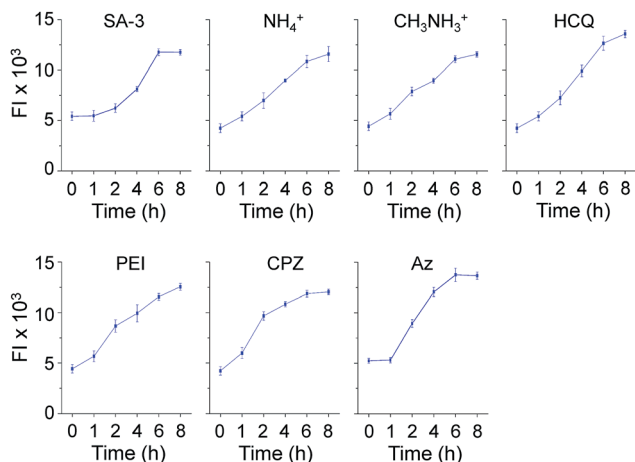 SA-3 NH₄⁺ CH₃NH₃⁺ HCQ
FI x 10³
15
10
5
0
0 1 2 4 6 8 0 1 2 4 6 8 0 1 2 4 6 8 0 1 2 4 6 8
Time (h) Time (h) Time (h) Time (h)
PEI CPZ Az
FI x 10³
15
10
5
0
0 1 2 4 6 8 0 1 2 4 6 8 0 1 2 4 6 8
Time (h) Time (h) Time (h)